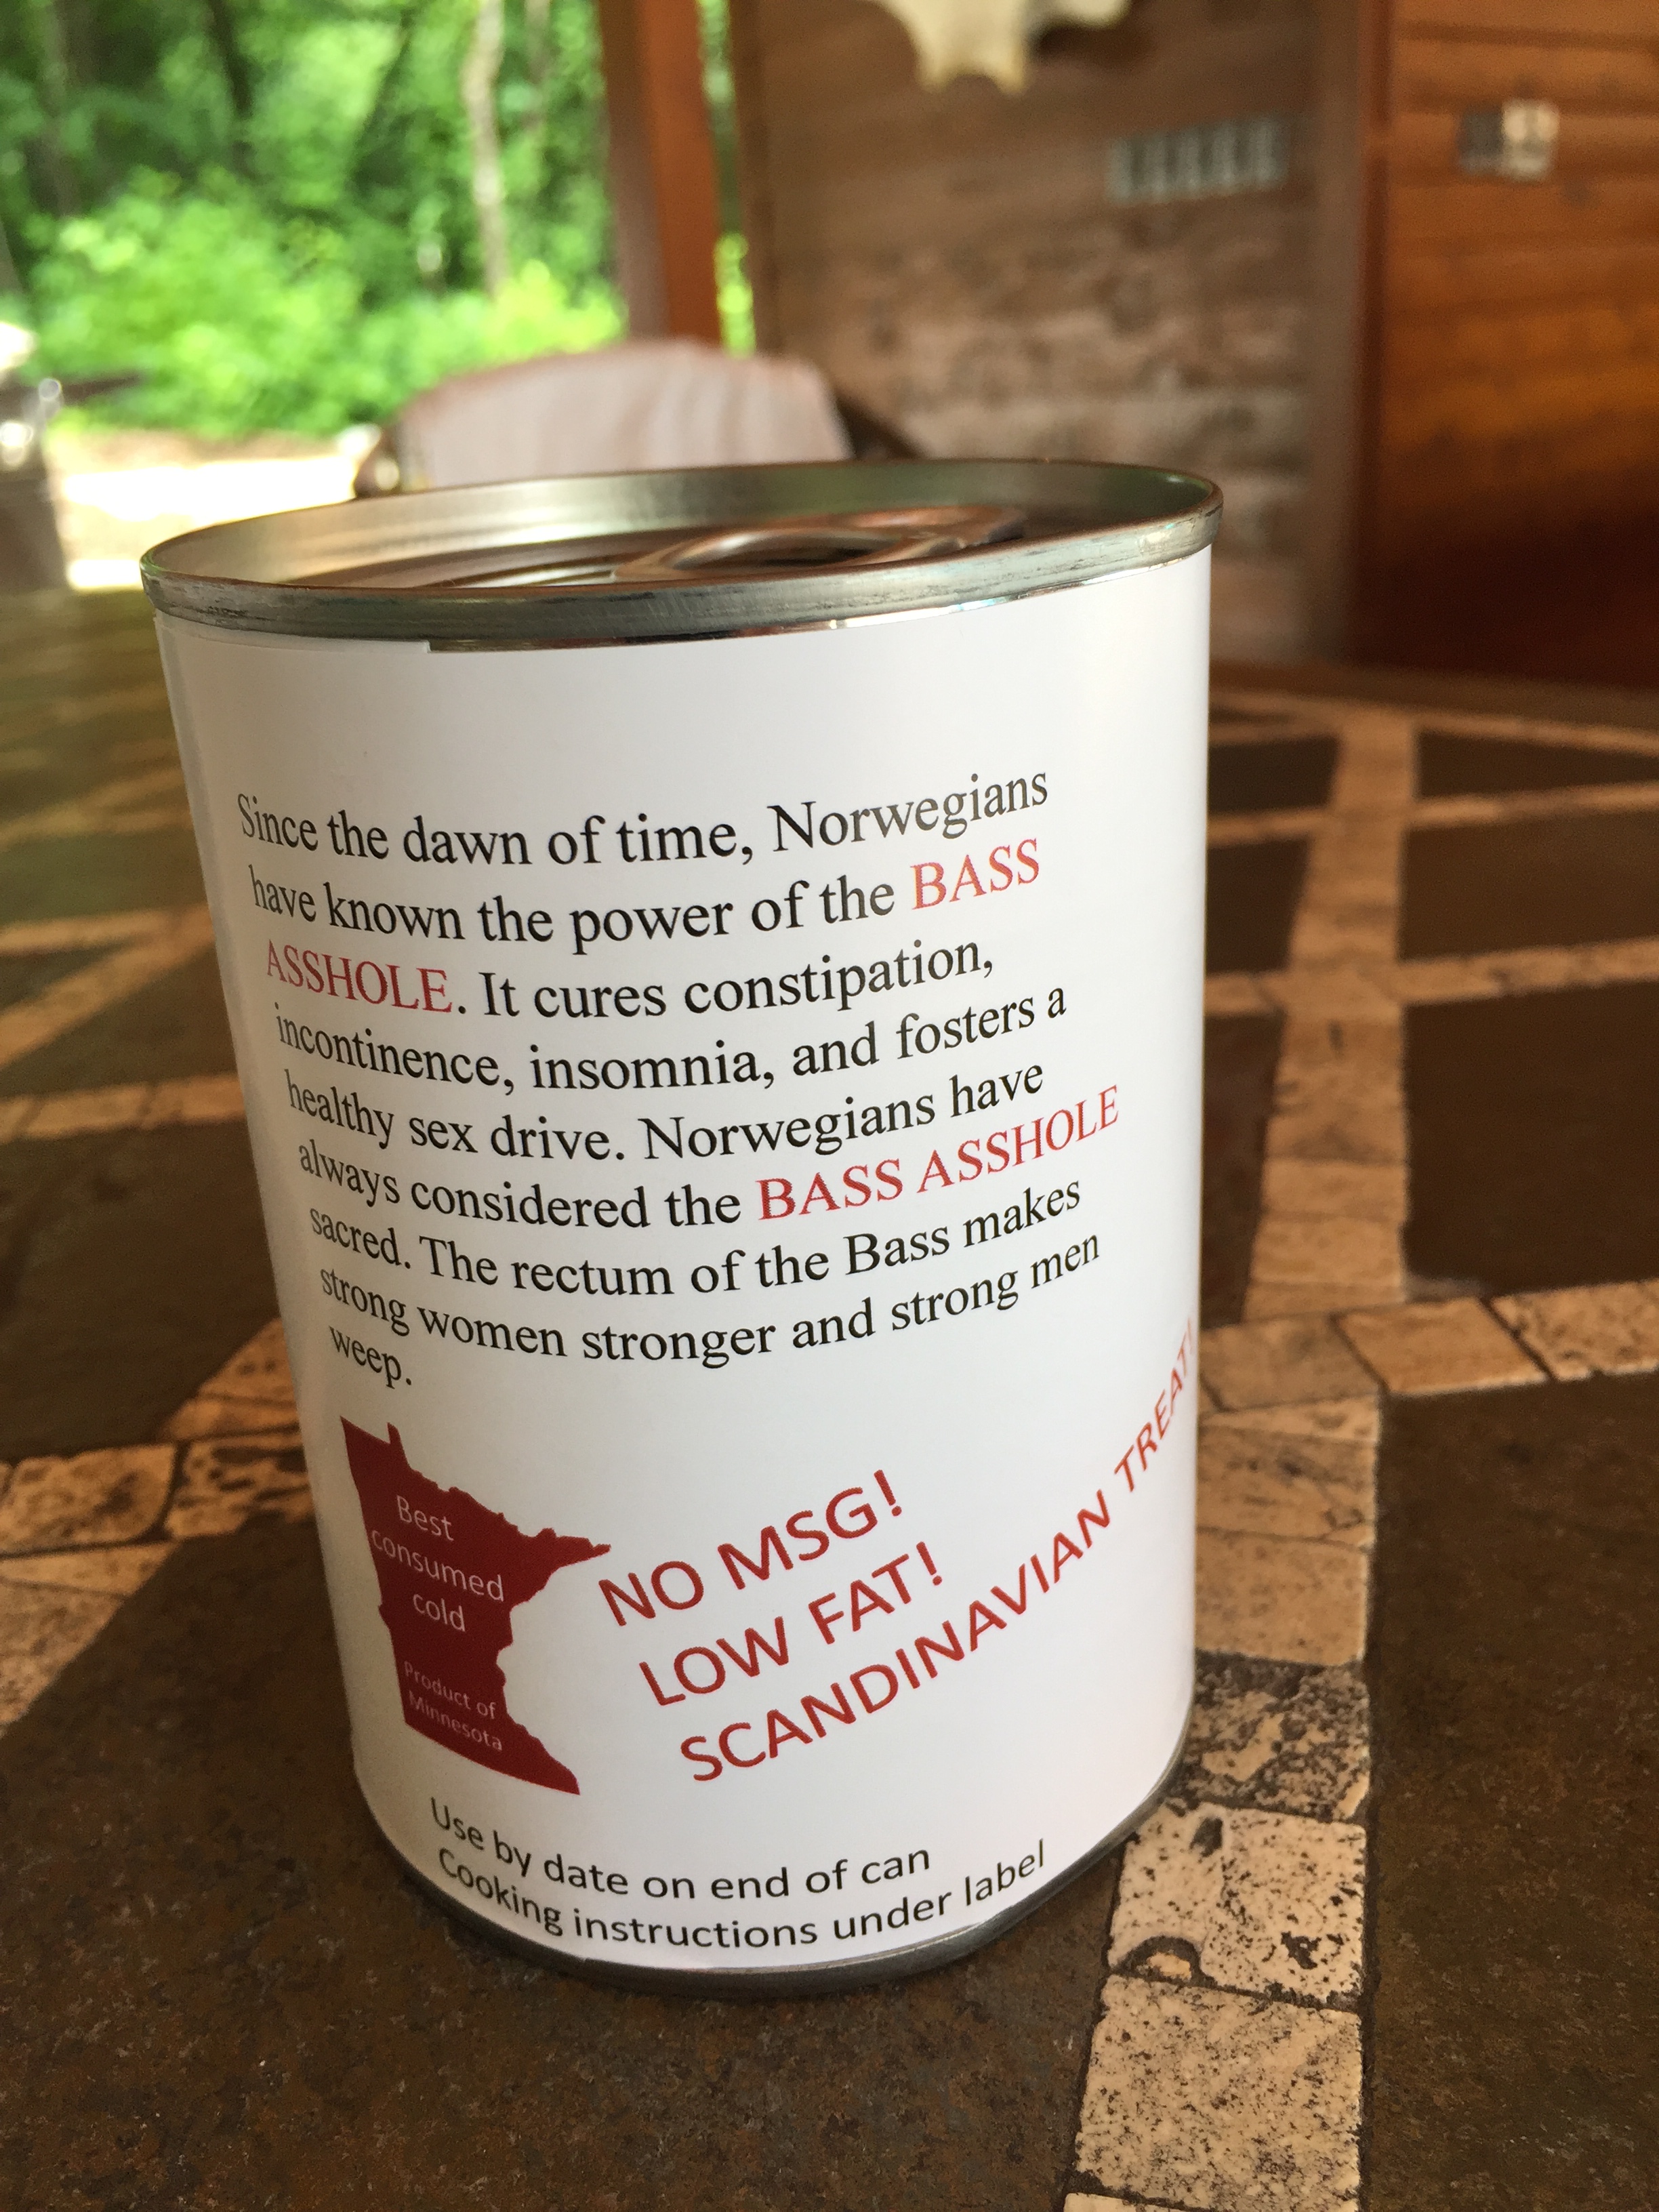 Since the dawn of time, Norwegians
have known the power of the BASS
ASSHOLE. It cures constipation,
incontinence, insomnia, and fosters a
healthy sex drive. Norwegians have
always considered the BASS ASSHOLE
sacred. The rectum of the Bass makes
strong women stronger and strong men
weep.
Best
consumed
cold
Product of
Minnesota
NO MSG!
LOW FAT!
SCANDINAVIAN TREAT!
Use by date on end of can
Cooking instructions under label